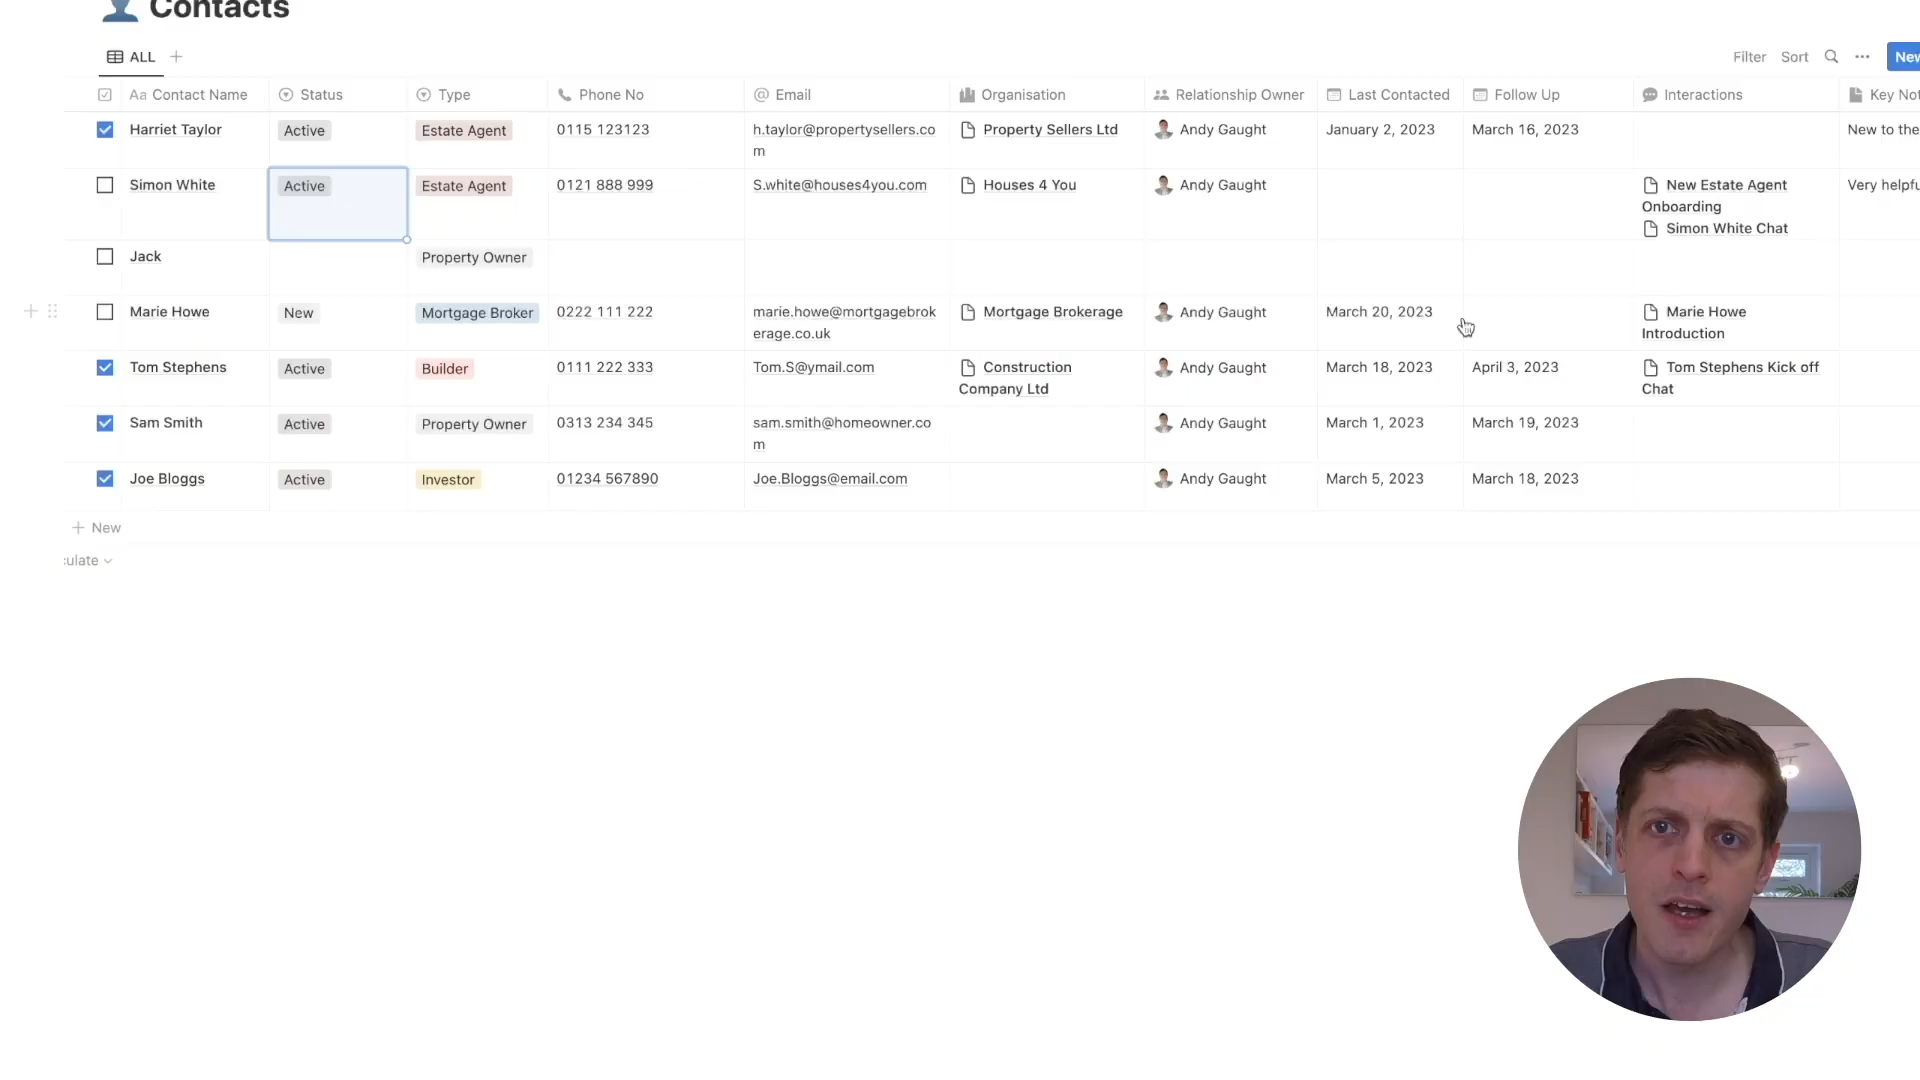 Contacts
ALL
Filter Sort New
Aa Contact Name Status Type Phone No Email Organisation Relationship Owner Last Contacted Follow Up Interactions Key Not
Harriet Taylor Active Estate Agent 0115 123123 h.taylor@propertysellers.co Property Sellers Ltd Andy Gaught January 2, 2023 March 16, 2023 New to the
m
Simon White Active Estate Agent 0121 888 999 S.white@houses4you.com Houses 4 You Andy Gaught New Estate Agent Very helpfu
Onboarding
Simon White Chat
Jack Property Owner
Marie Howe New Mortgage Broker 0222 111 222 marie.howe@mortgagebrok Mortgage Brokerage Andy Gaught March 20, 2023 Marie Howe
erage.co.uk Introduction
Tom Stephens Active Builder 0111 222 333 Tom.S@ymail.com Construction Andy Gaught March 18, 2023 April 3, 2023 Tom Stephens Kick off
Company Ltd Chat
Sam Smith Active Property Owner 0313 234 345 sam.smith@homeowner.co Andy Gaught March 1, 2023 March 19, 2023
m
Joe Bloggs Active Investor 01234 567890 Joe.Bloggs@email.com Andy Gaught March 5, 2023 March 18, 2023
New
culate